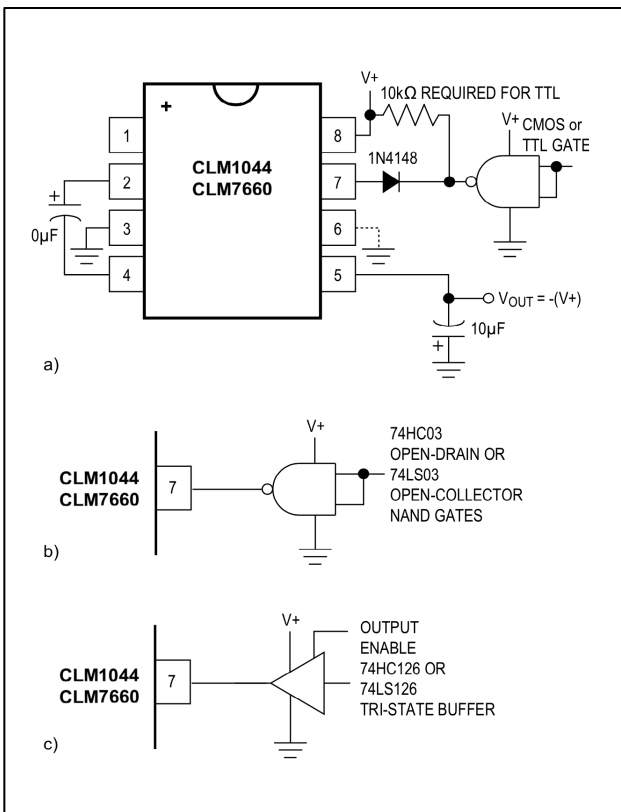 V+
10kΩ REQUIRED FOR TTL
V+
CMOS or
TTL GATE
+
1
8
1N4148
CLM1044
CLM7660
2
7
+
0µF
3
6
4
5
VOUT = -(V+)
10µF
+
a)
V+
74HC03
OPEN-DRAIN OR
74LS03
OPEN-COLLECTOR
NAND GATES
CLM1044
CLM7660
7
b)
V+
OUTPUT
ENABLE
74HC126 OR
74LS126
TRI-STATE BUFFER
CLM1044
CLM7660
7
c)